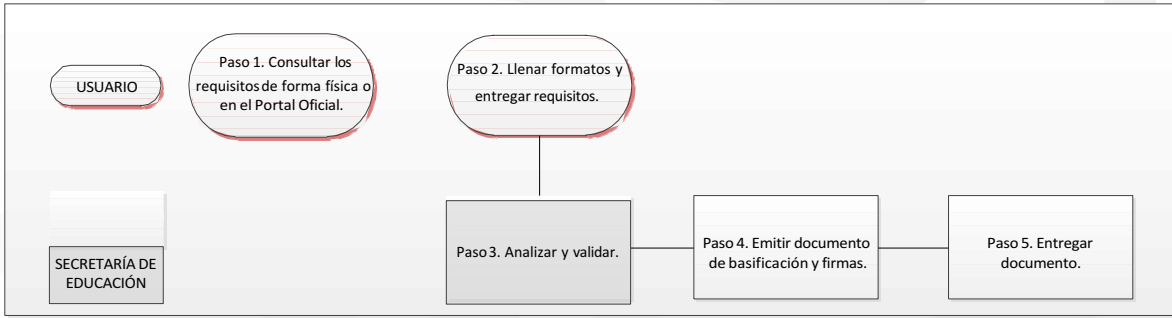 USUARIO
Paso 1. Consultar los
requisitos de forma física o
en el Portal Oficial.
Paso 2. Llenar formatos y
entregar requisitos.
SECRETARÍA DE
EDUCACIÓN
Paso 3. Analizar y validar.
Paso 4. Emitir documento
de basificación y firmas.
Paso 5. Entregar
documento.